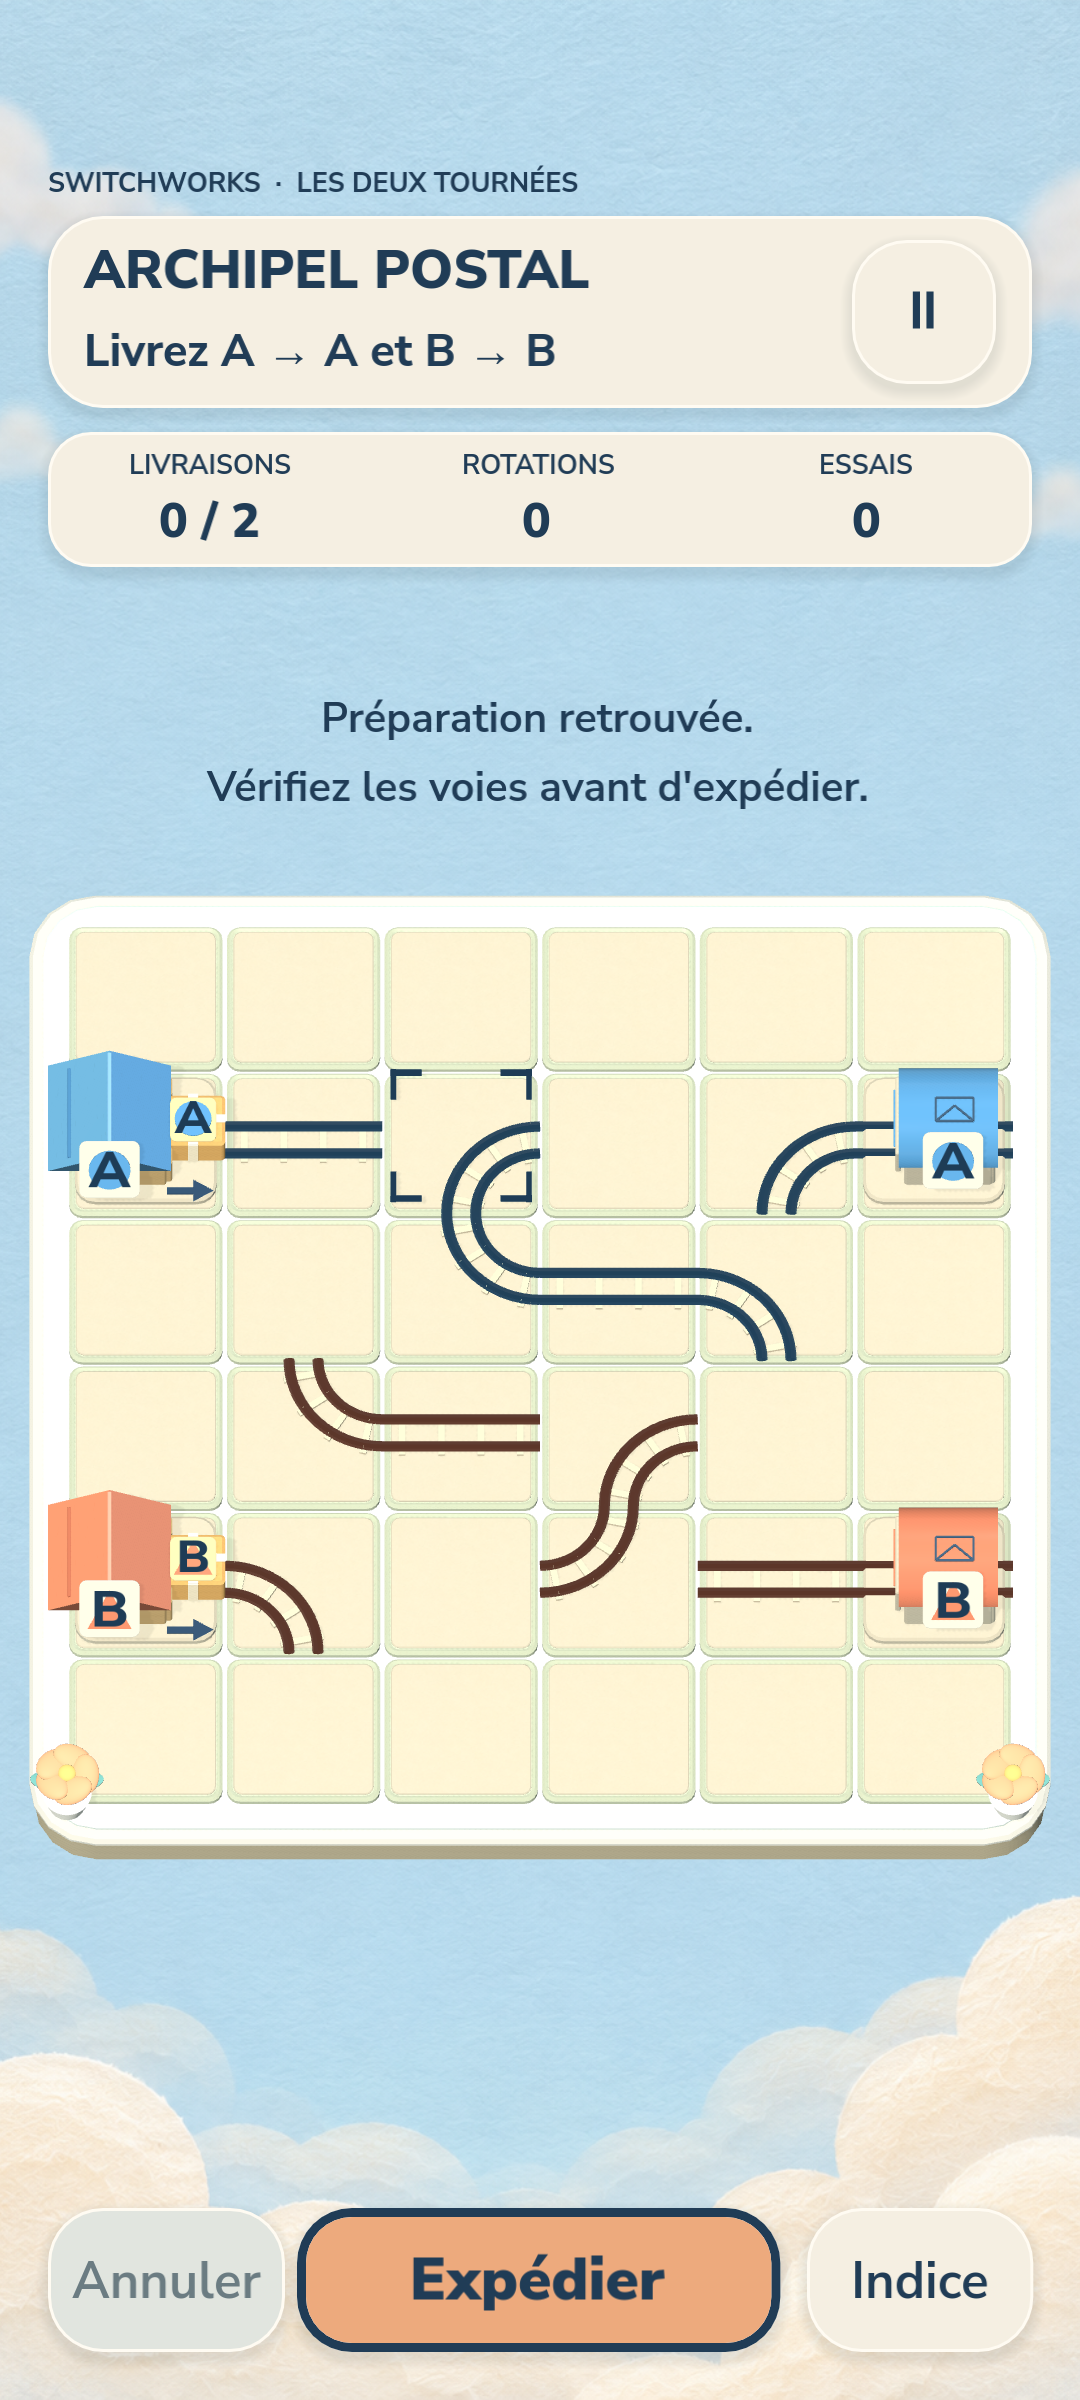 SWITCHWORKS · LES DEUX TOURNÉES
ARCHIPEL POSTAL
Livrez A → A et B → B
LIVRAISONS
0 / 2
ROTATIONS
0
ESSAIS
0
Préparation retrouvée.
Vérifiez les voies avant d'expédier.
A
A
A
B
B
B
Annuler
Expédier
Indice